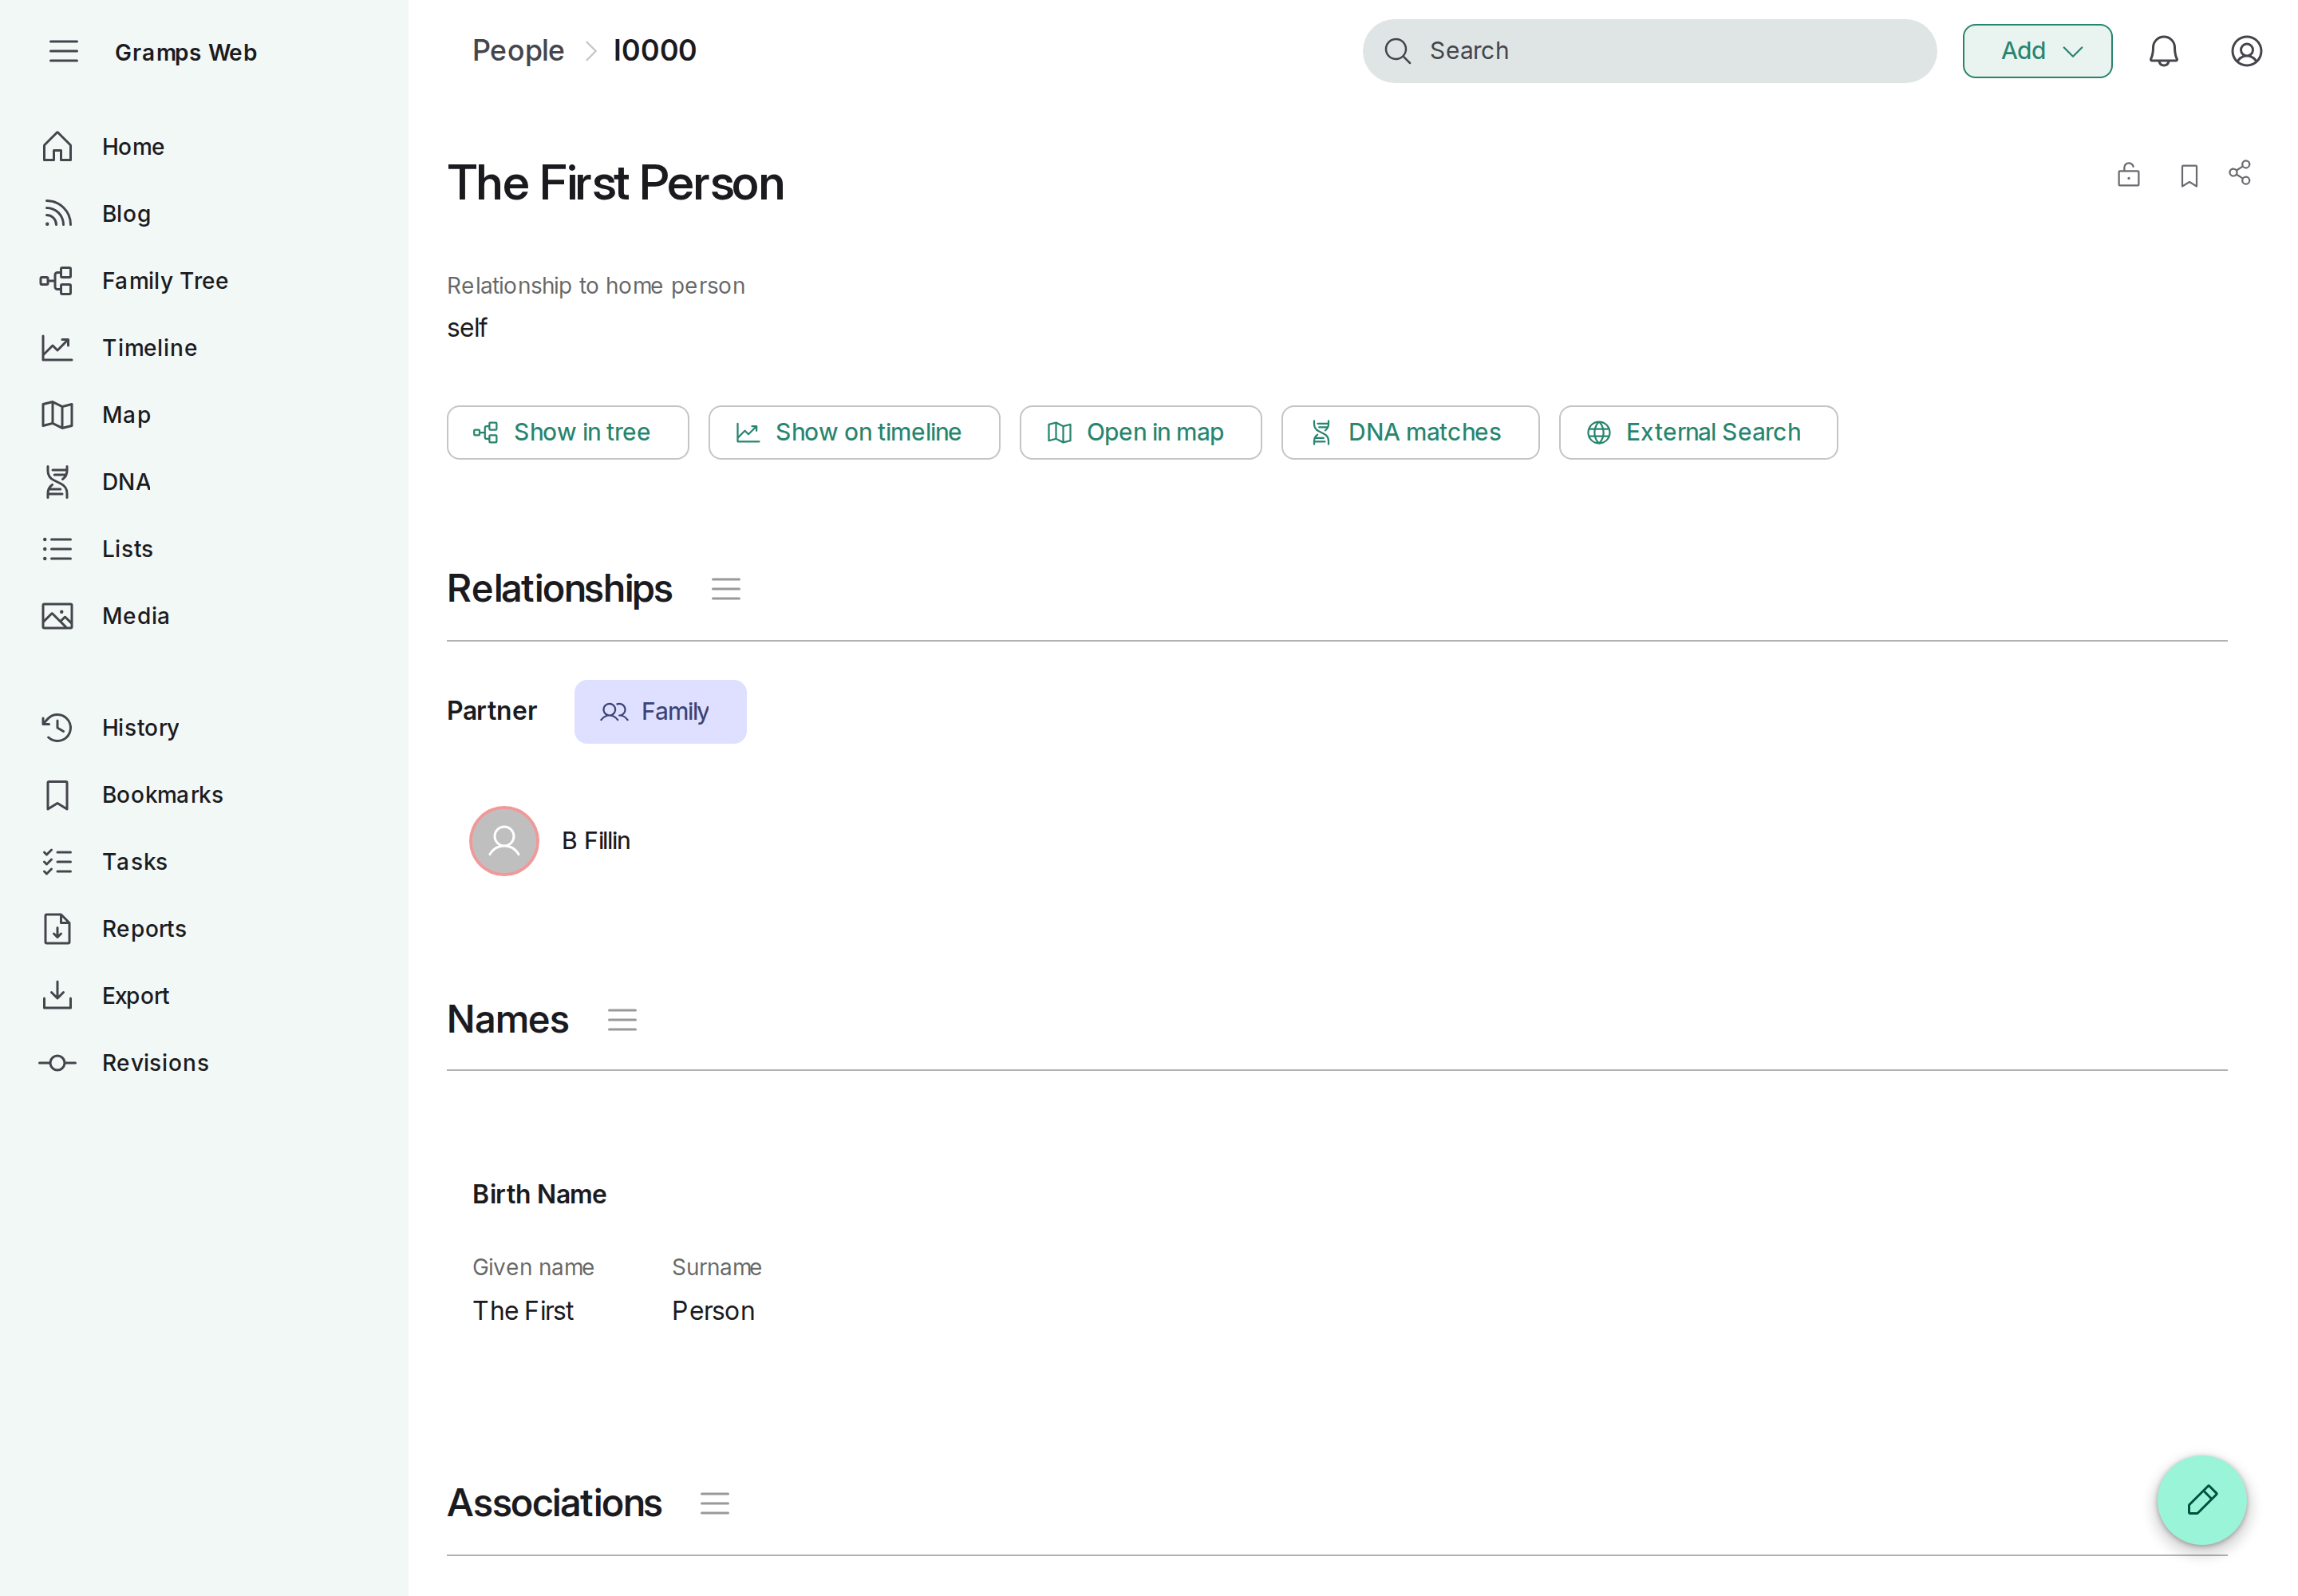 Gramps Web
Home
Blog
Family Tree
Timeline
Map
DNA
Lists
Media
History
Bookmarks
Tasks
Reports
Export
Revisions
People I0000
Search
Add
The First Person
Relationship to home person
self
Show in tree Show on timeline Open in map DNA matches External Search
Relationships
Partner Family
B Fillin
Names
Birth Name
Given name Surname
The First Person
Associations